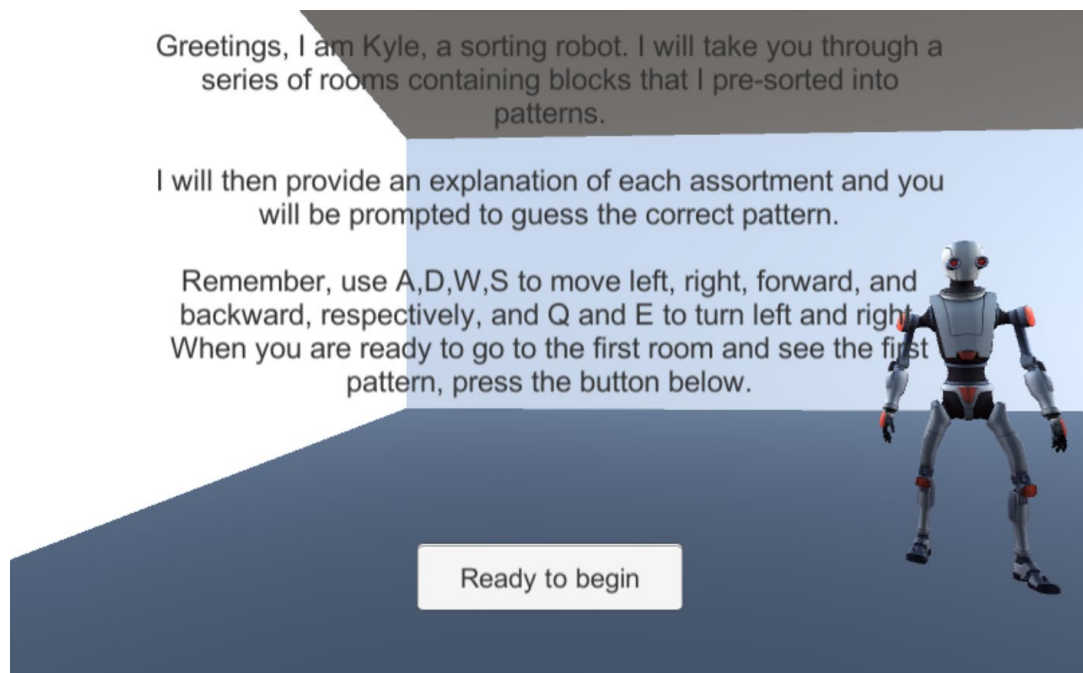 Greetings, I am Kyle, a sorting robot. I will take you through a
series of rooms containing blocks that I pre-sorted into
patterns.
I will then provide an explanation of each assortment and you
will be prompted to guess the correct pattern.
Remember, use A,D,W,S to move left, right, forward, and
backward, respectively, and Q and E to turn left and right.
When you are ready to go to the first room and see the first
pattern, press the button below.
Ready to begin